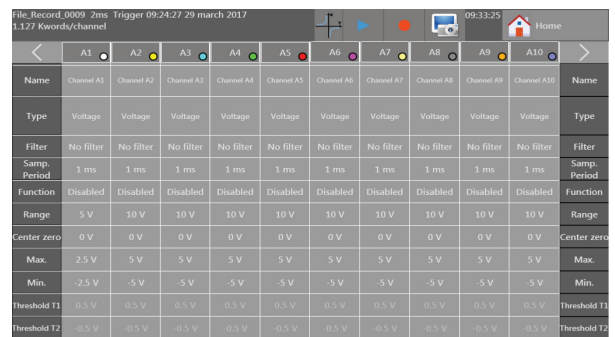 File_Record_0009 2ms Trigger 09:24:27 29 mar ch 2017 09:33:25 Home
1.127 Kwords/channel
A1 A2 A3 A4 A5 A6 A7 A8 A9 A10
Name Channel A1 Channel A2 Channel A3 Channel A4 Channel A5 Channel A6 Channel A7 Channel A8 Channel A9 Channel A10 Name
Type Voltage Voltage Voltage Voltage Voltage Voltage Voltage Voltage Voltage Voltage Type
Filter No filter No filter No filter No filter No filter No filter No filter No filter No filter No filter Filter
Samp. Period 1 ms 1 ms 1 ms 1 ms 1 ms 1 ms 1 ms 1 ms 1 ms 1 ms Samp. Period
Function Disabled Disabled Disabled Disabled Disabled Disabled Disabled Disabled Disabled Disabled Function
Range 5 V 10 V 10 V 10 V 10 V 10 V 10 V 10 V 10 V 10 V Range
Center zero 0 V 0 V 0 V 0 V 0 V 0 V 0 V 0 V 0 V 0 V Center zero
Max. 2.5 V 5 V 5 V 5 V 5 V 5 V 5 V 5 V 5 V 5 V Max.
Min. -2.5 V -5 V -5 V -5 V -5 V -5 V -5 V -5 V -5 V -5 V Min.
Threshold T1 0.5 V 0.5 V 0.5 V 0.5 V 0.5 V 0.5 V 0.5 V 0.5 V 0.5 V 0.5 V Threshold T1
Threshold T2 -0.5 V -0.5 V -0.5 V -0.5 V -0.5 V -0.5 V -0.5 V -0.5 V -0.5 V -0.5 V Threshold T2